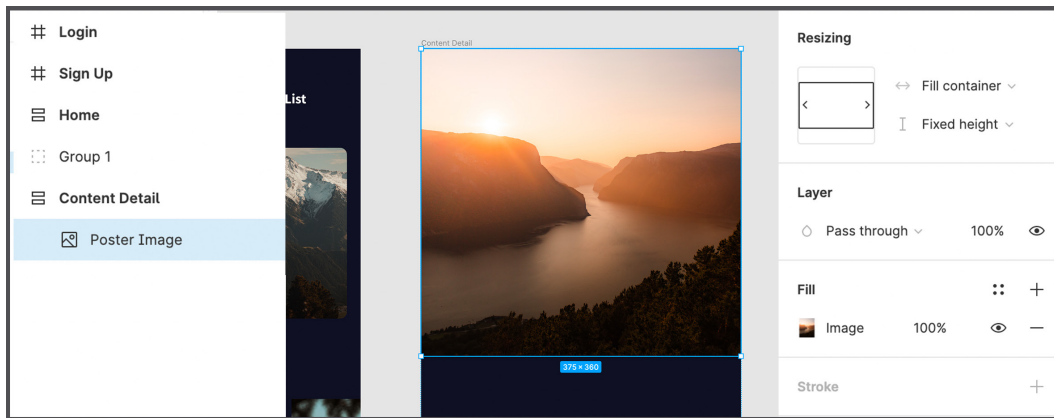 Login
Sign Up
Home
Group 1
Content Detail
Poster Image
List
Content Detail
375 × 360
Resizing
Fill container
Fixed height
Layer
Pass through 100%
Fill
Image 100%
Stroke